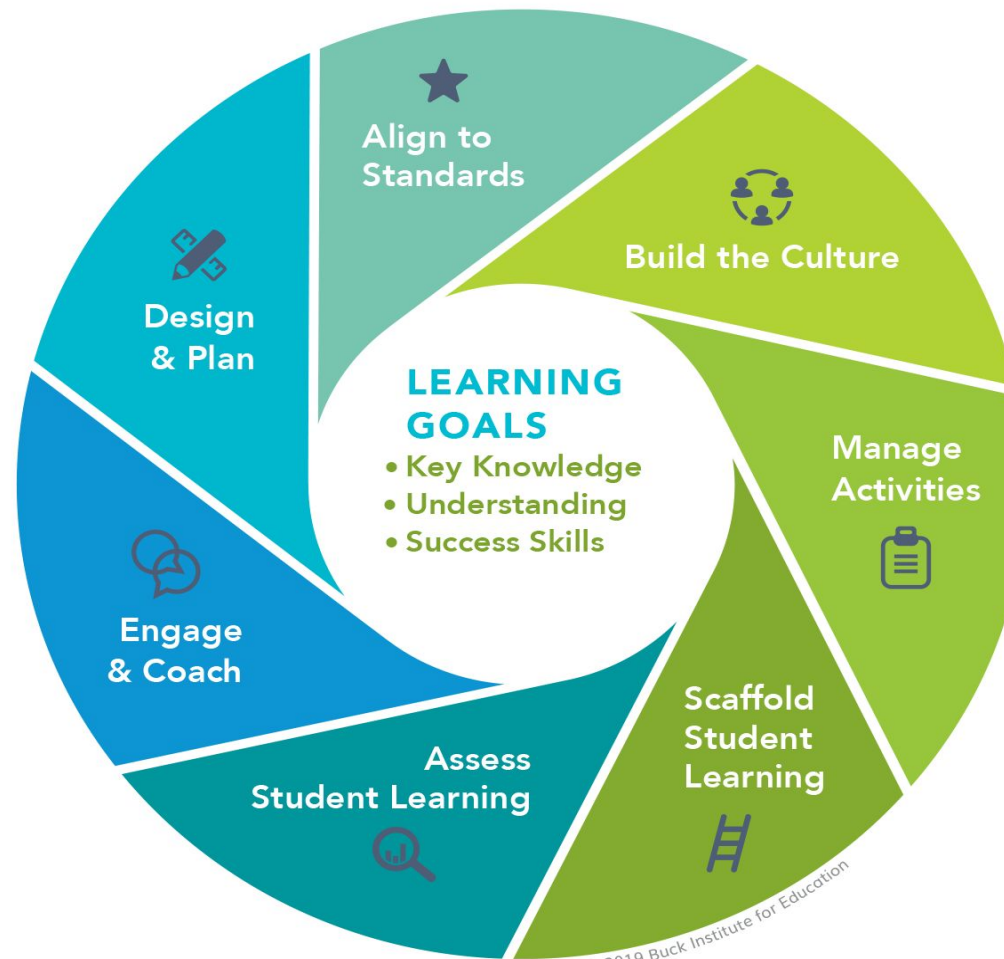 Align to
Standards
Build the Culture
Manage
Activities
Scaffold
Student
Learning
Assess
Student Learning
Engage
& Coach
Design
& Plan
LEARNING
GOALS
• Key Knowledge
• Understanding
• Success Skills
2019 Buck Institute for Education